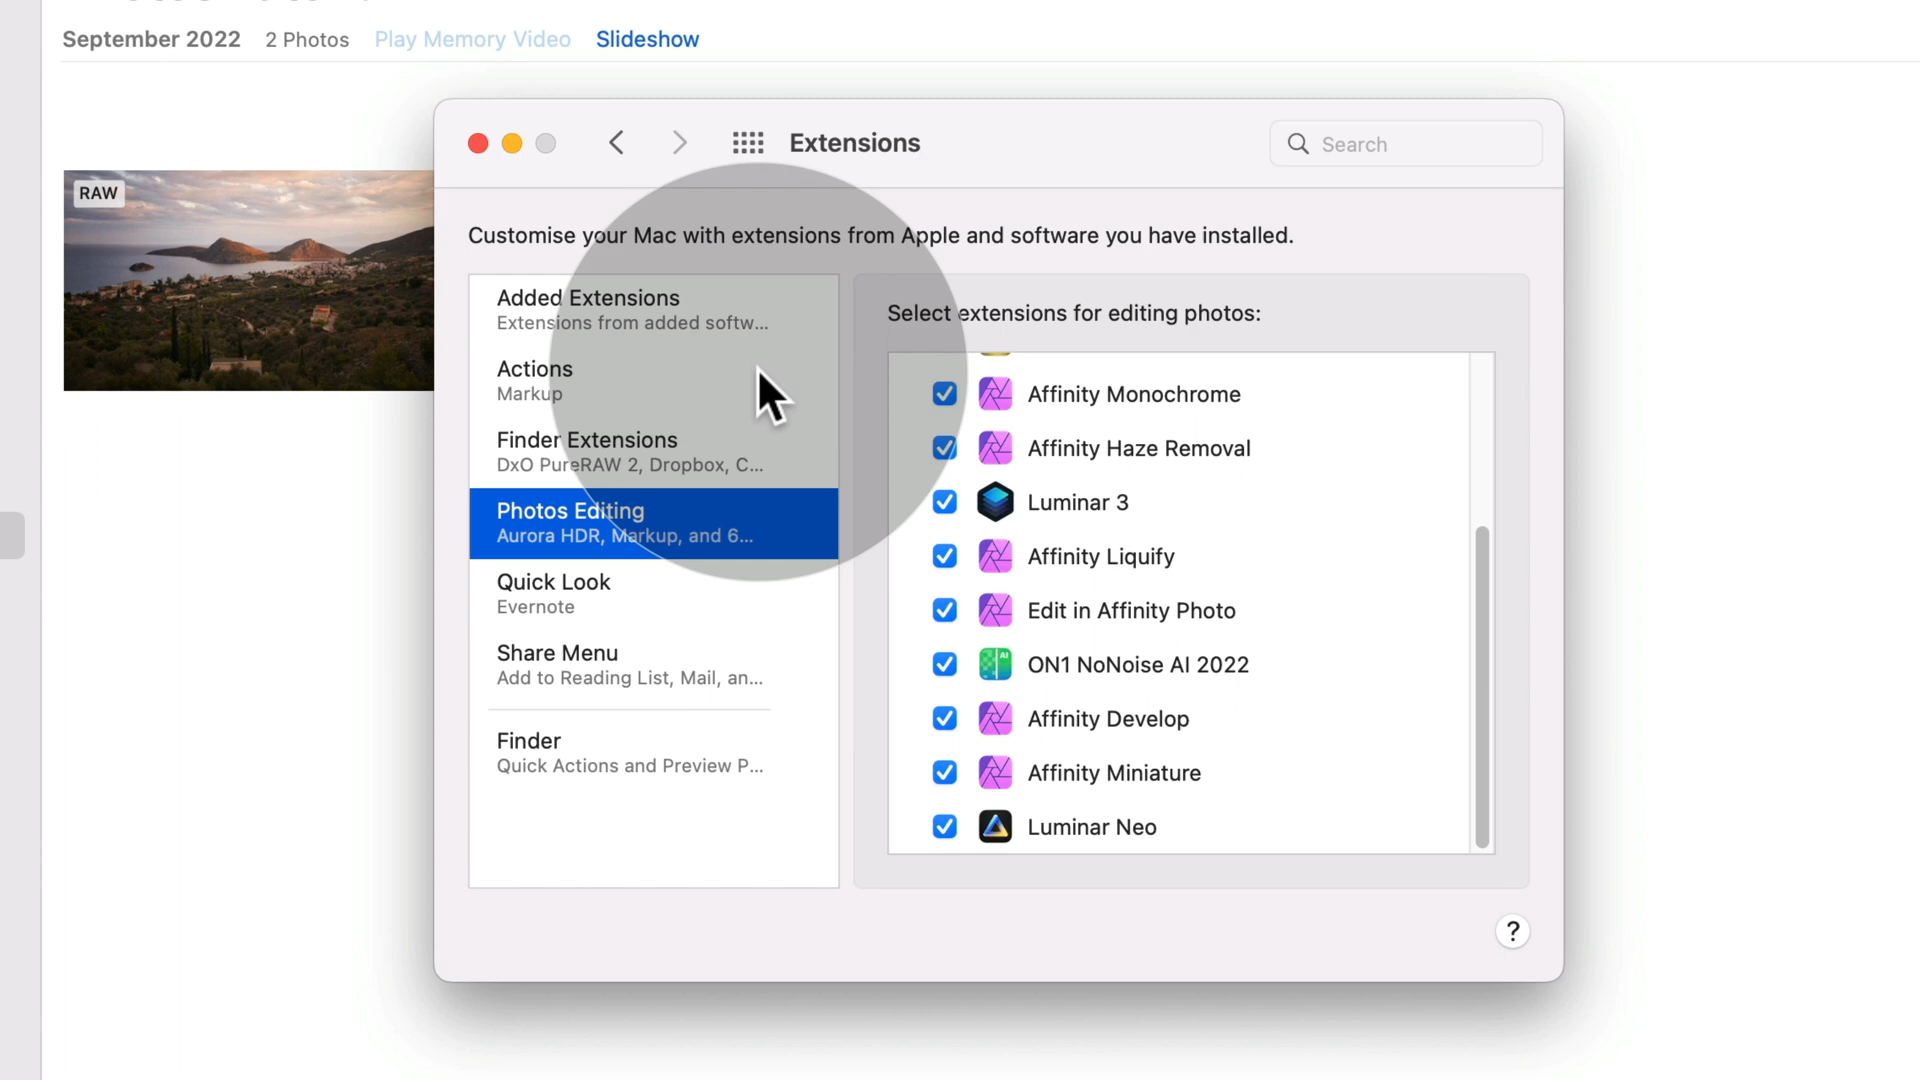 September 2022 2 Photos Play Memory Video Slideshow
Extensions
Search
RAW
Customise your Mac with extensions from Apple and software you have installed.
Added Extensions
Extensions from added softw...
Actions
Markup
Finder Extensions
DxO PureRAW 2, Dropbox, C...
Photos Editing
Aurora HDR, Markup, and 6...
Quick Look
Evernote
Share Menu
Add to Reading List, Mail, an...
Finder
Quick Actions and Preview P...
Select extensions for editing photos:
Affinity Monochrome
Affinity Haze Removal
Luminar 3
Affinity Liquify
Edit in Affinity Photo
AI
ON1 NoNoise AI 2022
Affinity Develop
Affinity Miniature
Luminar Neo
?